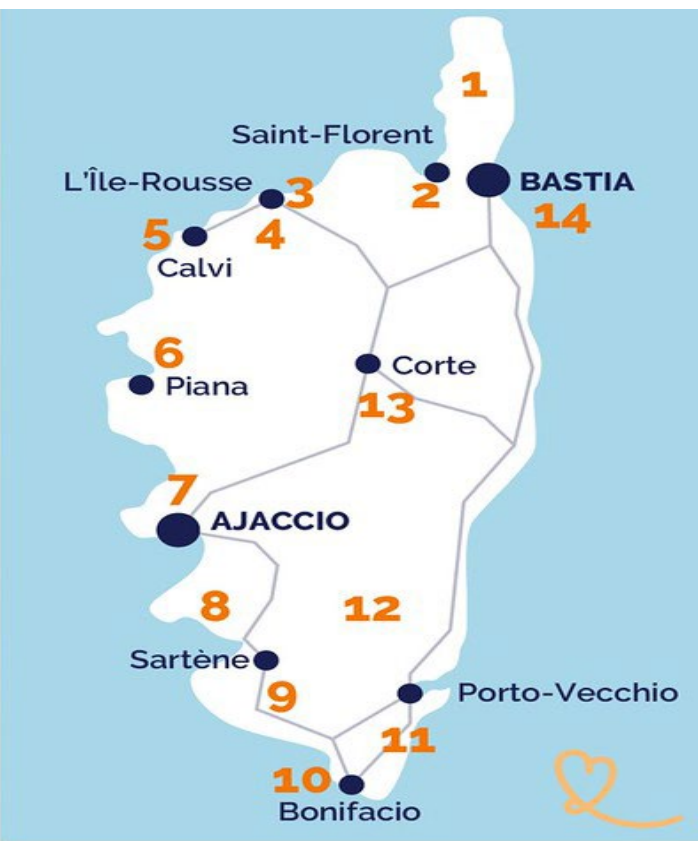 1
Saint-Florent
L'Île-Rousse
3
2
BASTIA
14
5
4
Calvi
6
Piana
Corte
13
7
AJACCIO
8
12
Sartène
9
Porto-Vecchio
11
10
Bonifacio